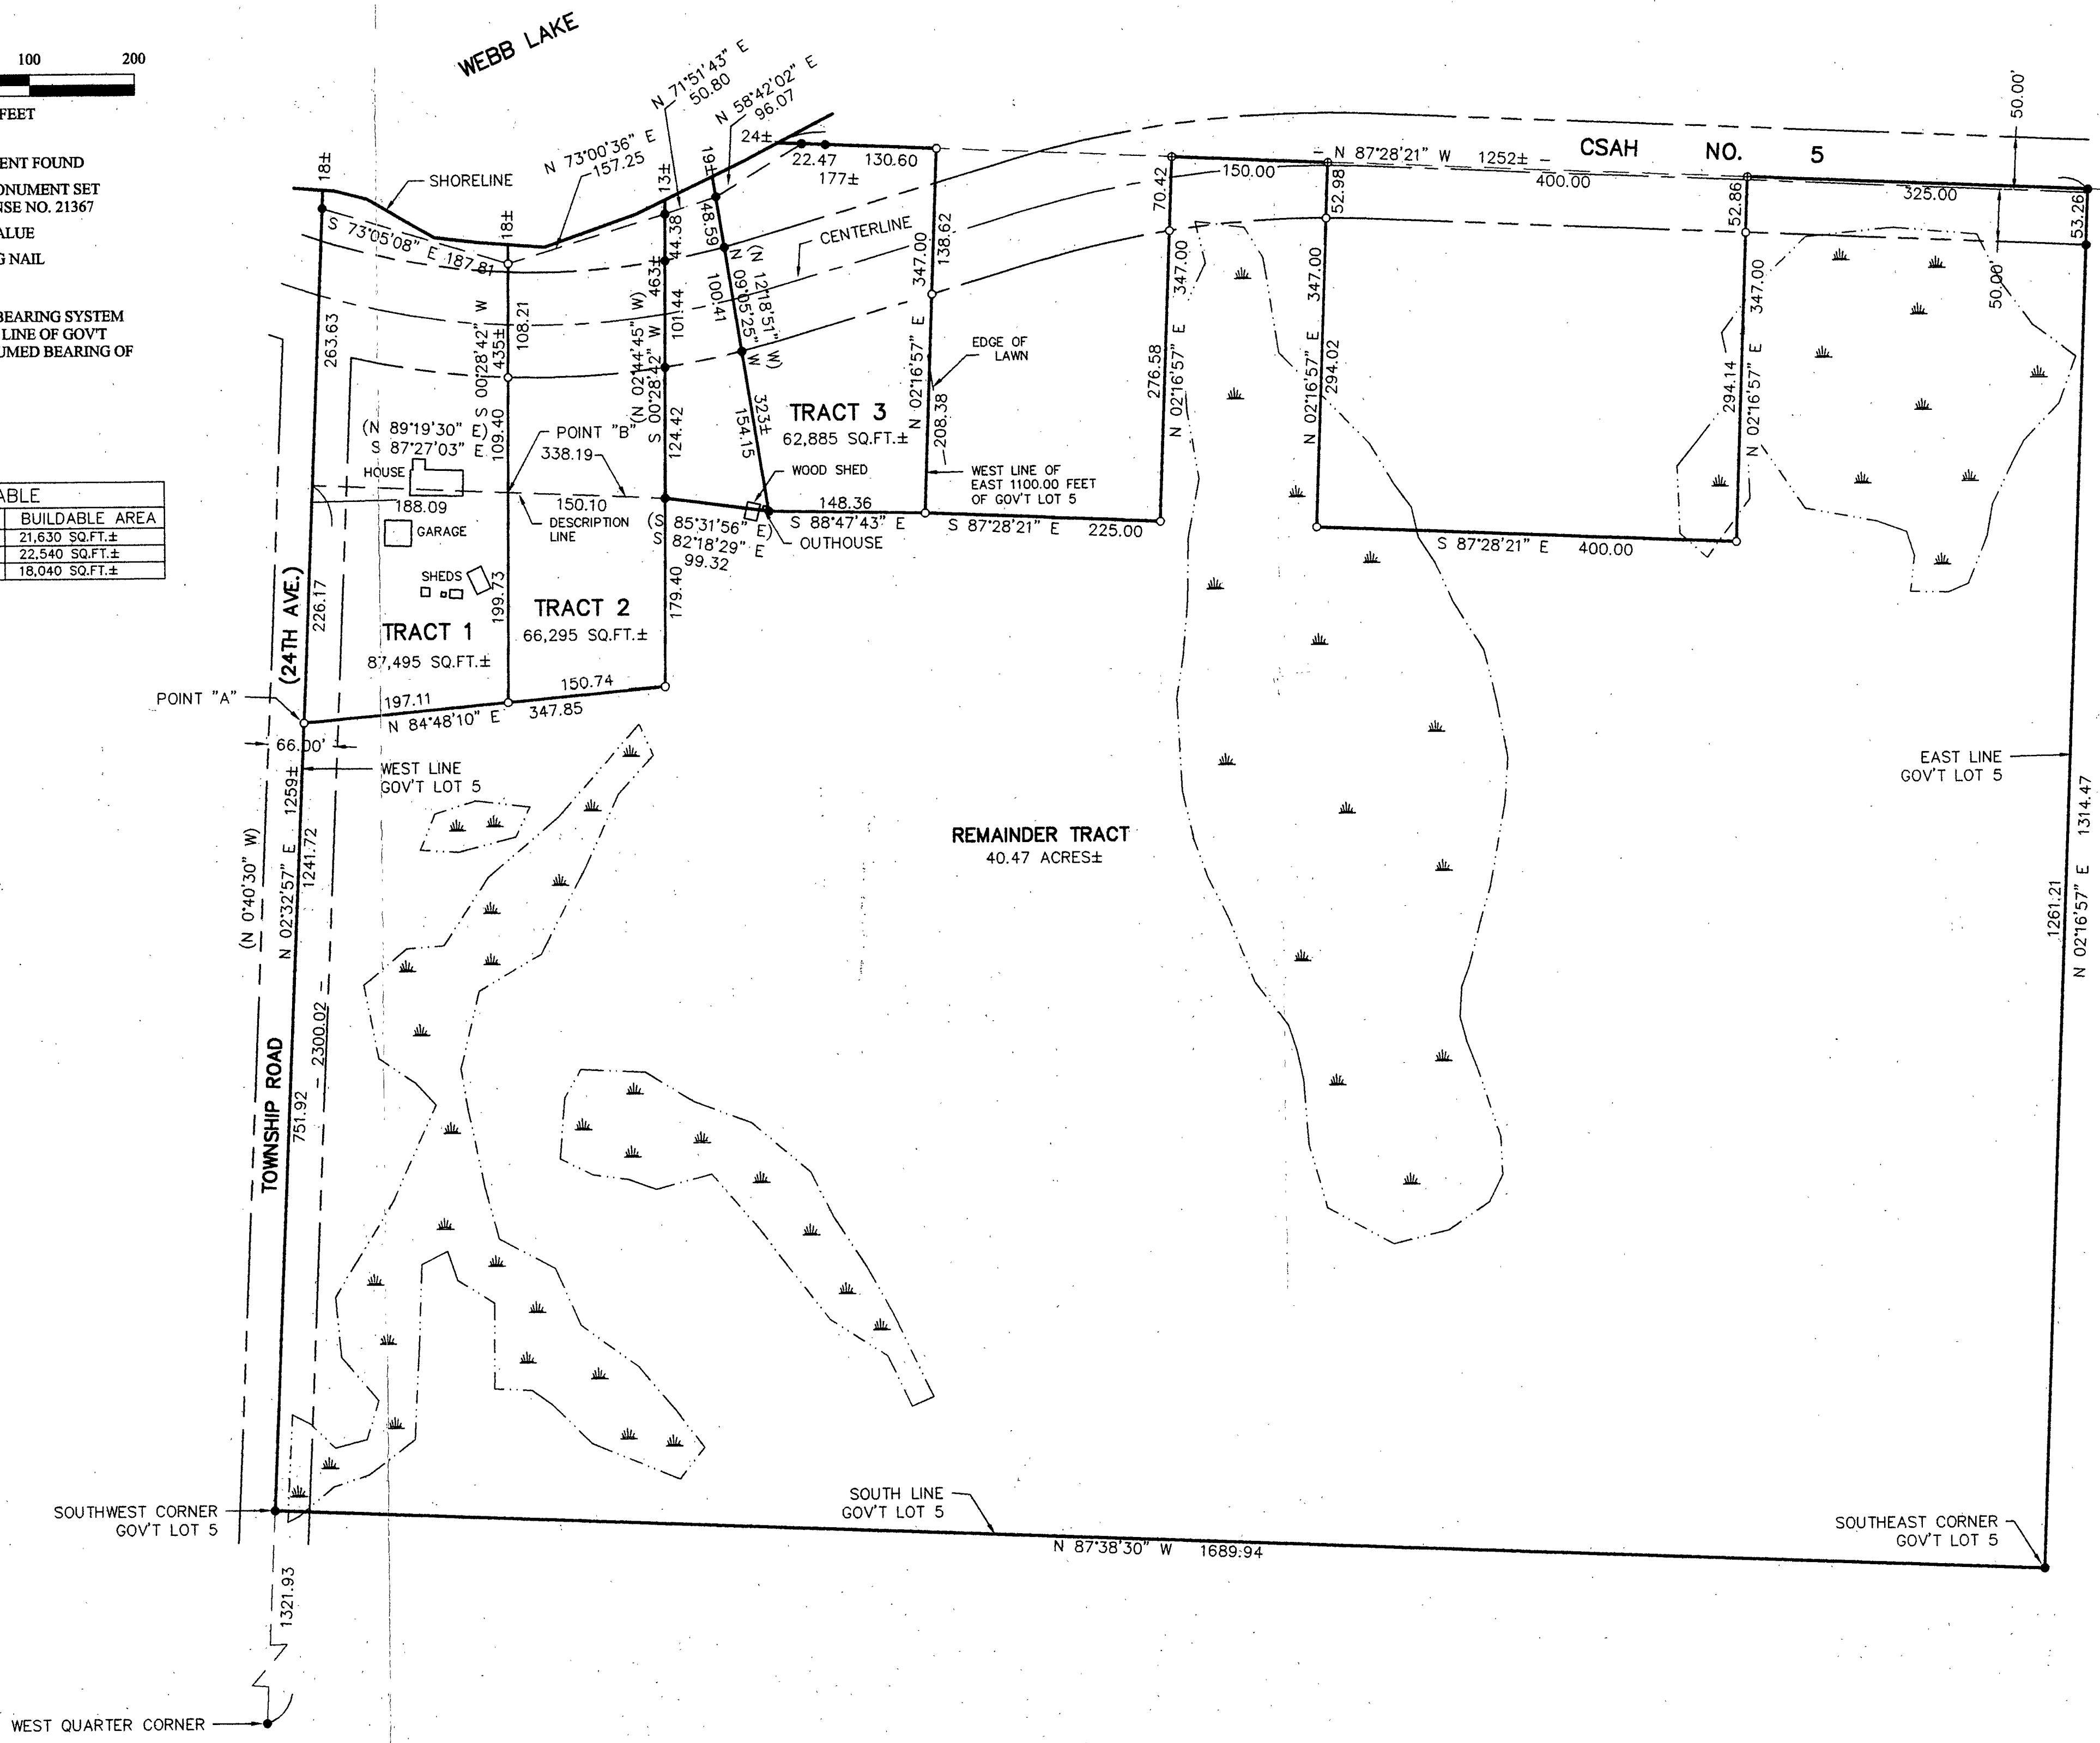 100 200
FEET
ENT FOUND
ONUMENT SET
NSE NO. 21367
ALUE
G NAIL
BEARING SYSTEM
LINE OF GOV'T
UMED BEARING OF
ABLE
BUILDABLE AREA
21,630 SQ.FT.±
22,540 SQ.FT.±
18,040 SQ.FT.±
WEBB LAKE
SHORELINE
18±
S 73°05'08" E 187.81
18±
N 73°00'36" E
157.25
13±
N 71°51'43" E
50.80
19±
N 58°42'02" E
96.07
24±
22.47
130.60
177±
- N 87°28'21" W 1252± -
CSAH NO. 5
150.00
400.00
325.00
50.00'
50.00'
53.26
52.86
52.98
70.42
CENTERLINE
263.63
226.17
S 00°28'42" W
435±
108.21
109.40
199.73
(N 02°44'45" W)
S 00°28'42" W
463±
44.38
101.44
124.42
179.40
48.59
100.41
(N 12°18'51" W)
N 09°05'25" W
323±
154.15
N 02°16'57" E 347.00
138.62
208.38
EDGE OF
LAWN
TRACT 3
62,885 SQ.FT.±
WOOD SHED
WEST LINE OF
EAST 1100.00 FEET
OF GOV'T LOT 5
148.36
S 88°47'43" E
S 87°28'21" E 225.00
OUTHOUSE
(S 85°31'56" E)
S 82°18'29" E
99.32
276.58
N 02°16'57" E 347.00
N 02°16'57" E 347.00
294.02
S 87°28'21" E 400.00
294.14
N 02°16'57" E 347.00
(N 89°19'30" E)
S 87°27'03" E
POINT "B"
338.19
HOUSE
188.09
150.10
DESCRIPTION
LINE
GARAGE
SHEDS
TRACT 1
87,495 SQ.FT.±
TRACT 2
66,295 SQ.FT.±
197.11
150.74
N 84°48'10" E 347.85
POINT "A"
(24TH AVE.)
66.00'
WEST LINE
GOV'T LOT 5
(N 0°40'30" W)
N 02°32'57" E 1259±
1241.72
751.92
- 2300.02 -
TOWNSHIP ROAD
REMAINDER TRACT
40.47 ACRES±
EAST LINE
GOV'T LOT 5
1261.21
N 02°16'57" E 1314.47
SOUTHWEST CORNER
GOV'T LOT 5
SOUTH LINE
GOV'T LOT 5
N 87°38'30" W 1689.94
SOUTHEAST CORNER
GOV'T LOT 5
1321.93
WEST QUARTER CORNER